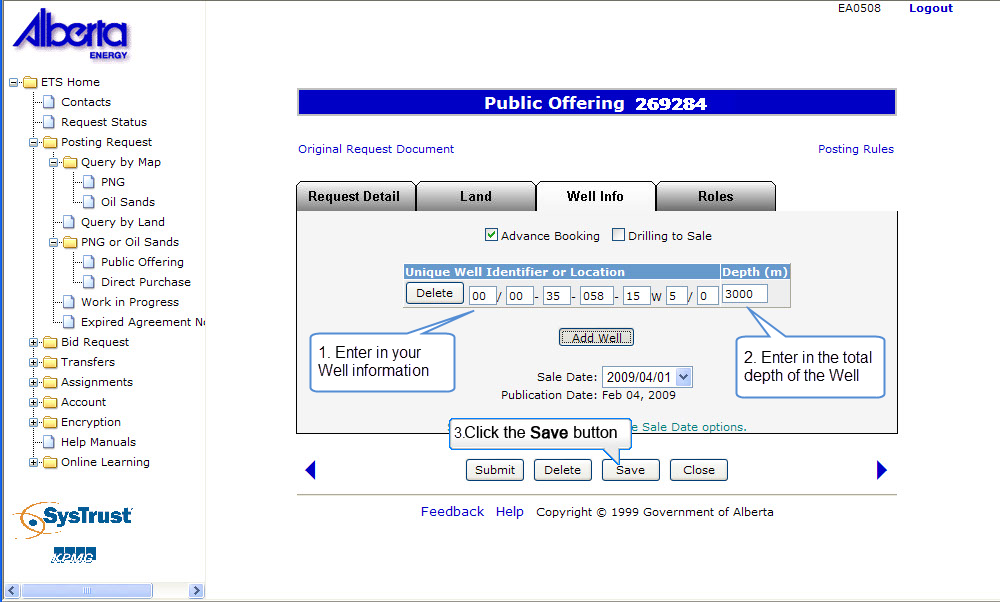 Alberta
ENERGY
EA0508 Logout
ETS Home
Contacts
Request Status
Posting Request
Query by Map
PNG
Oil Sands
Query by Land
PNG or Oil Sands
Public Offering
Direct Purchase
Work in Progress
Expired Agreement No
Bid Request
Transfers
Assignments
Account
Encryption
Help Manuals
Online Learning
SysTrust
KPMG
Public Offering 269284
Original Request Document Posting Rules
Request Detail Land Well Info Roles
Advance Booking Drilling to Sale
Unique Well Identifier or Location Depth (m)
Delete 00 / 00 - 35 - 058 - 15 W 5 / 0 3000
1. Enter in your
Well information
Add Well
2. Enter in the total
depth of the Well
Sale Date: 2009/04/01
Publication Date: Feb 04, 2009
3.Click the Save button
Sale Date options.
Submit Delete Save Close
Feedback Help Copyright © 1999 Government of Alberta